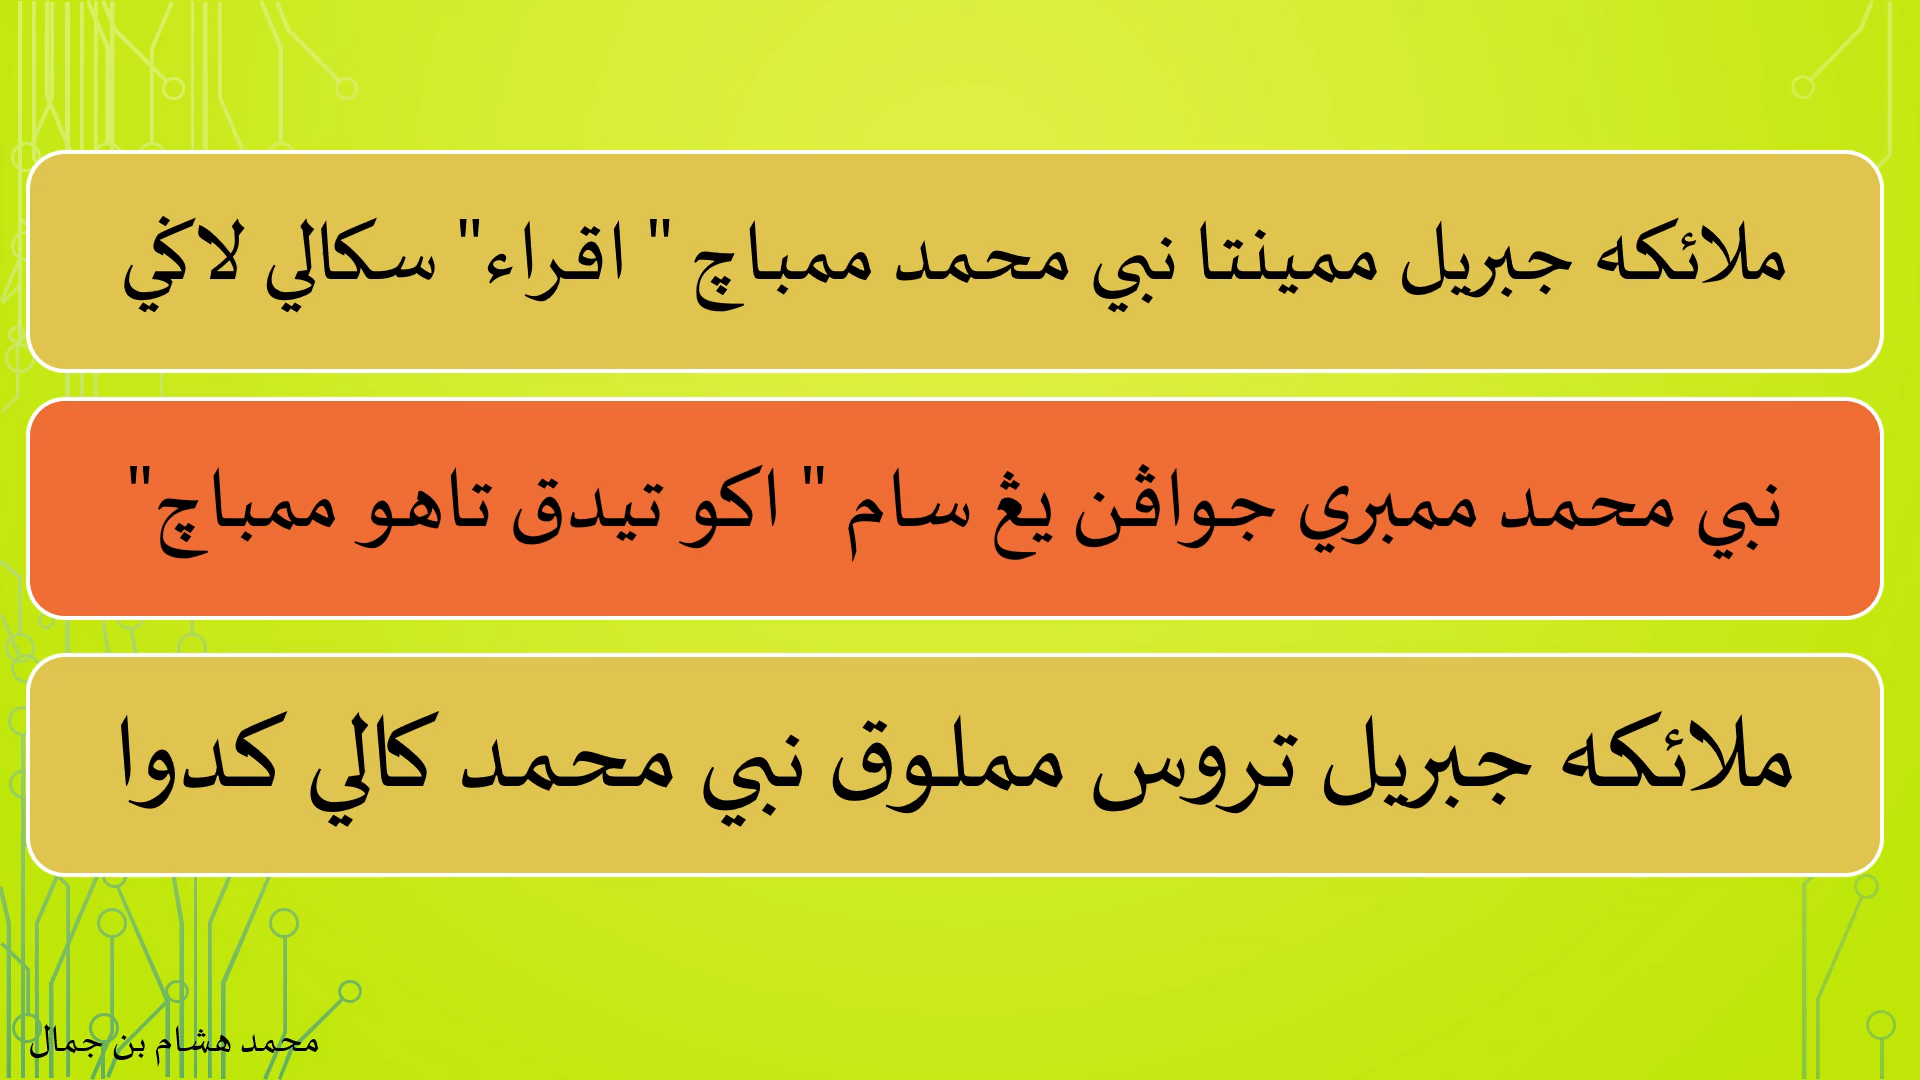 ملائكه جبريل ممينتا نبي محمد ممباچ " اقراء" سكالي لاݢي
نبي محمد ممبري جواڤن يڠ سام " اكو تيدق تاهو ممباچ"
ملائكه جبريل تروس مملوق نبي محمد كالي كدوا
محمد هشام بن جمال